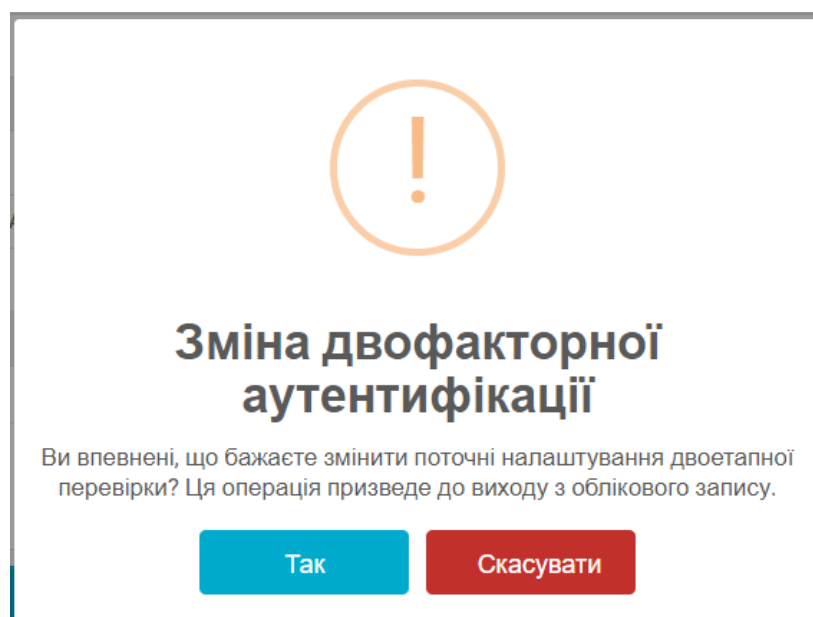 Зміна двофакторної
аутентифікації
Ви впевнені, що бажаєте змінити поточні налаштування двоетапної
перевірки? Ця операція призведе до виходу з облікового запису.
Так
Скасувати